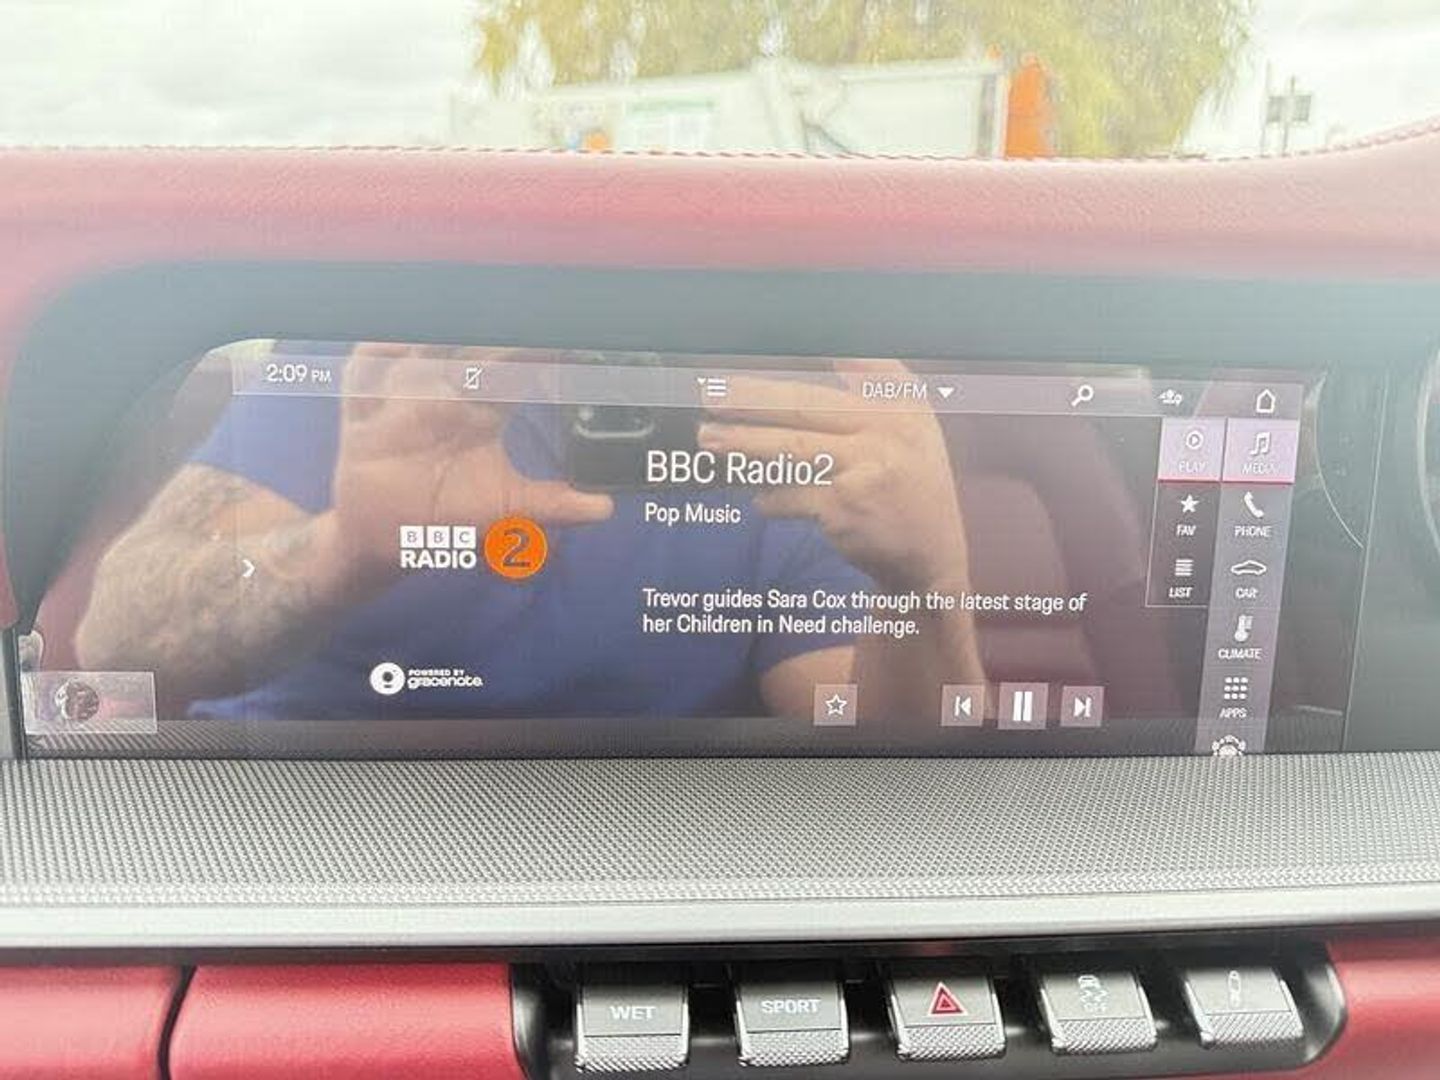 2:09 PM
DAB/FM
BBC Radio2
Pop Music
BBC
RADIO 2
Trevor guides Sara Cox through the latest stage of
her Children in Need challenge.
POWERED BY
gracenote.
PLAY
MEDIA
FAV
PHONE
LIST
CAR
CLIMATE
APPS
WET
SPORT
OFF